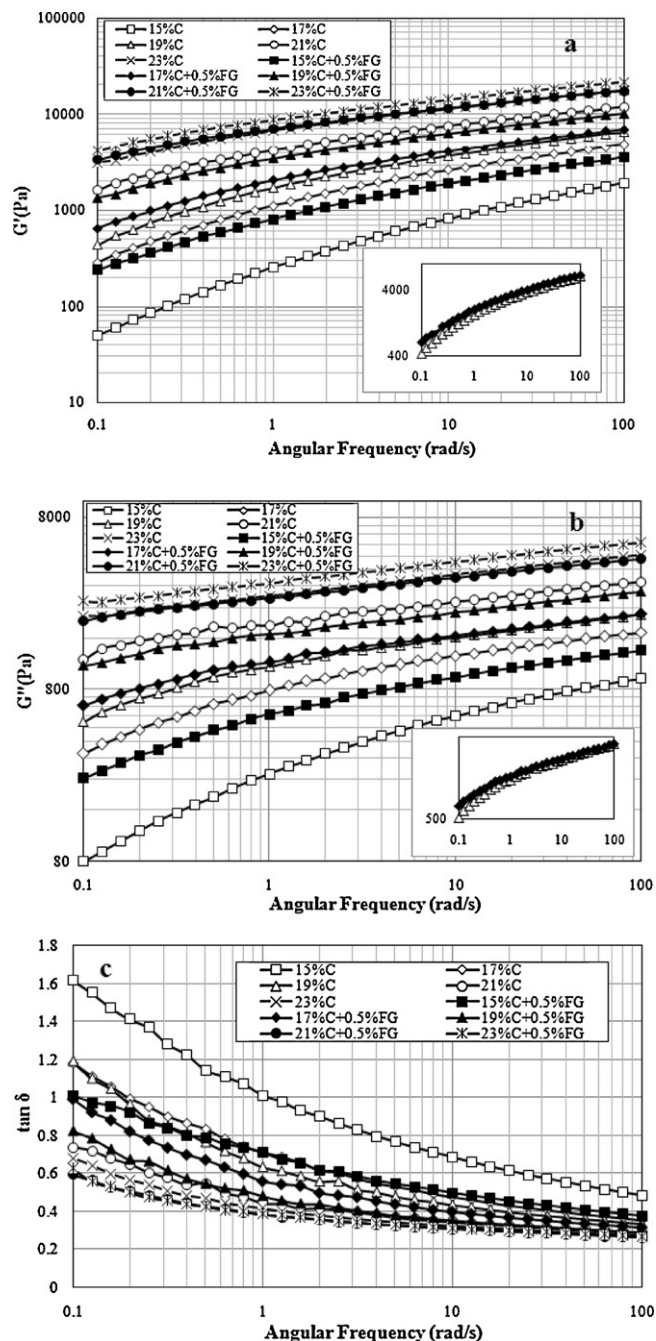 100000
15%C 17%C
19%C 21%C
23%C 15%C+0.5%FG
17%C+0.5%FG 19%C+0.5%FG
21%C+0.5%FG 23%C+0.5%FG
a
10000
1000
100
10
G'(Pa)
4000
400
0.1 1 10 100
0.1 1 10 100
Angular Frequency (rad/s)
8000
15%C 17%C
19%C 21%C
23%C 15%C+0.5%FG
17%C+0.5%FG 19%C+0.5%FG
21%C+0.5%FG 23%C+0.5%FG
b
800
80
G"(Pa)
500
0.1 1 10 100
0.1 1 10 100
Angular Frequency (rad/s)
1.8
1.6
1.4
1.2
1
0.8
0.6
0.4
0.2
0
tan δ
c
15%C 17%C
19%C 21%C
23%C 15%C+0.5%FG
17%C+0.5%FG 19%C+0.5%FG
21%C+0.5%FG 23%C+0.5%FG
0.1 1 10 100
Angular Frequency (rad/s)